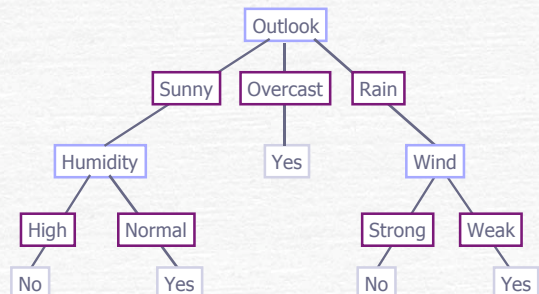 Outlook
Sunny Overcast Rain
Humidity Yes Wind
High Normal Strong Weak
No Yes No Yes